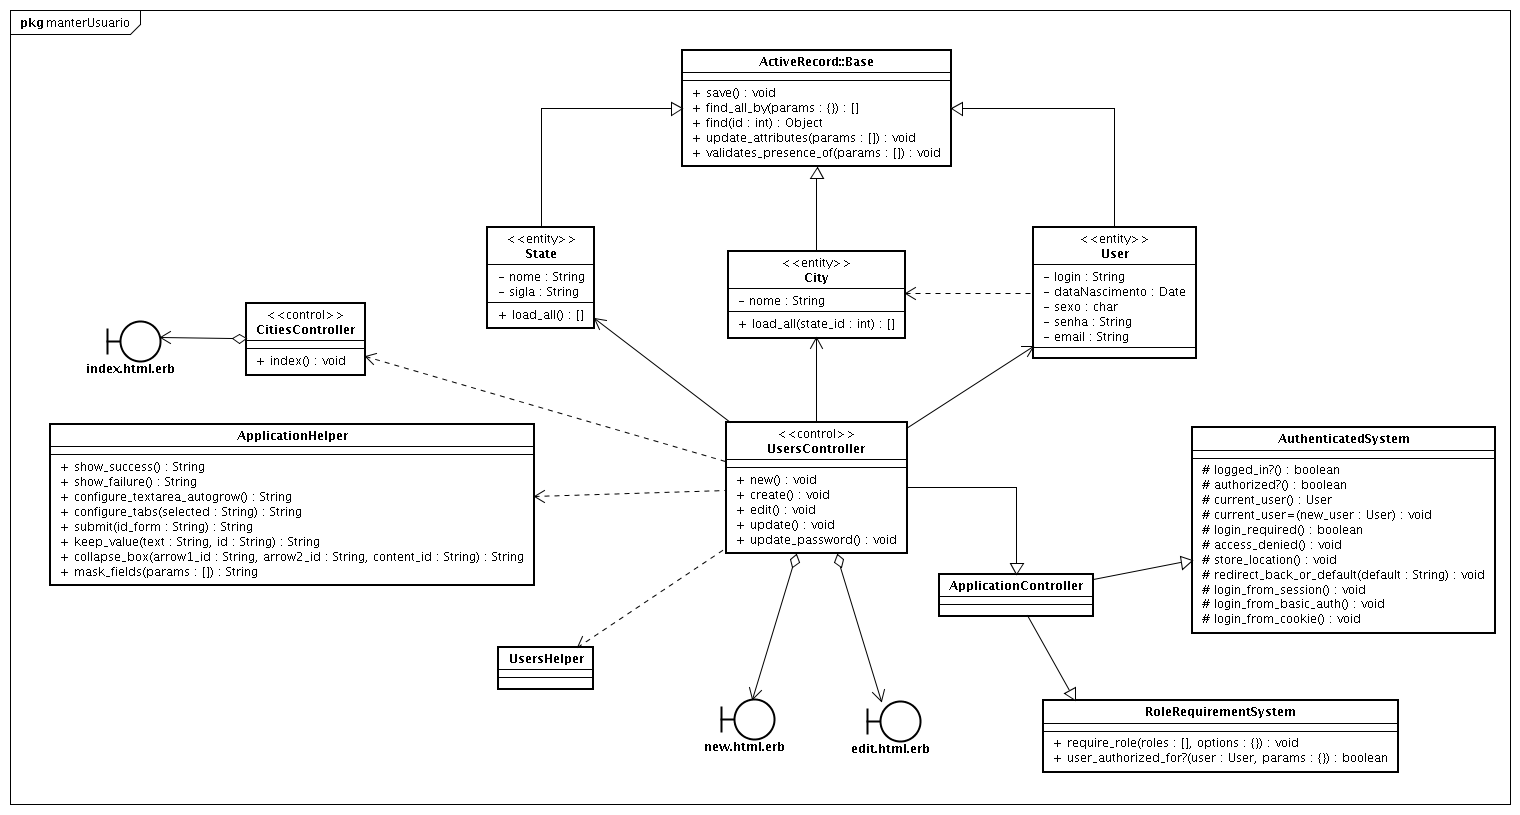 pkg manterUsuario
ActiveRecord::Base
+ save() : void
+ find_all_by(params : {}) : []
+ find(id : int) : Object
+ update_attributes(params : []) : void
+ validates_presence_of(params : []) : void
<<entity>>
State
- nome : String
- sigla : String
+ load_all() : []
<<entity>>
City
- nome : String
+ load_all(state_id : int) : []
<<entity>>
User
- login : String
- dataNascimento : Date
- sexo : char
- senha : String
- email : String
<<control>>
CitiesController
+ index() : void
index.html.erb
ApplicationHelper
+ show_success() : String
+ show_failure() : String
+ configure_textarea_autogrow() : String
+ configure_tabs(selected : String) : String
+ submit(id_form : String) : String
+ keep_value(text : String, id : String) : String
+ collapse_box(arrow1_id : String, arrow2_id : String, content_id : String) : String
+ mask_fields(params : []) : String
<<control>>
UsersController
+ new() : void
+ create() : void
+ edit() : void
+ update() : void
+ update_password() : void
AuthenticatedSystem
# logged_in?() : boolean
# authorized?() : boolean
# current_user() : User
# current_user=(new_user : User) : void
# login_required() : boolean
# access_denied() : void
# store_location() : void
# redirect_back_or_default(default : String) : void
# login_from_session() : void
# login_from_basic_auth() : void
# login_from_cookie() : void
ApplicationController
UsersHelper
new.html.erb
edit.html.erb
RoleRequirementSystem
+ require_role(roles : [], options : {}) : void
+ user_authorized_for?(user : User, params : {}) : boolean